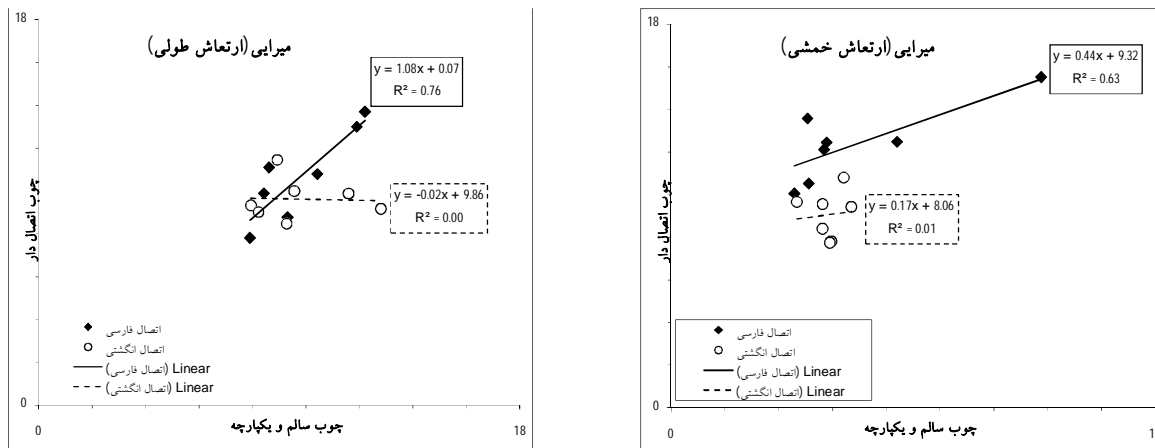 18
میرایی (ارتعاش طولی)
y = 1.08x + 0.07
R² = 0.76
y = -0.02x + 9.86
R² = 0.00
چوب اتصال دار
اتصال فارسی
اتصال انگشتی
Linear (اتصال فارسی)
Linear (اتصال انگشتی)
0
0
چوب سالم و یکپارچه
18
18
میرایی (ارتعاش خمشی)
y = 0.44x + 9.32
R² = 0.63
y = 0.17x + 8.06
R² = 0.01
چوب اتصال دار
اتصال فارسی
اتصال انگشتی
Linear (اتصال فارسی)
Linear (اتصال انگشتی)
0
0
چوب سالم و یکپارچه
1